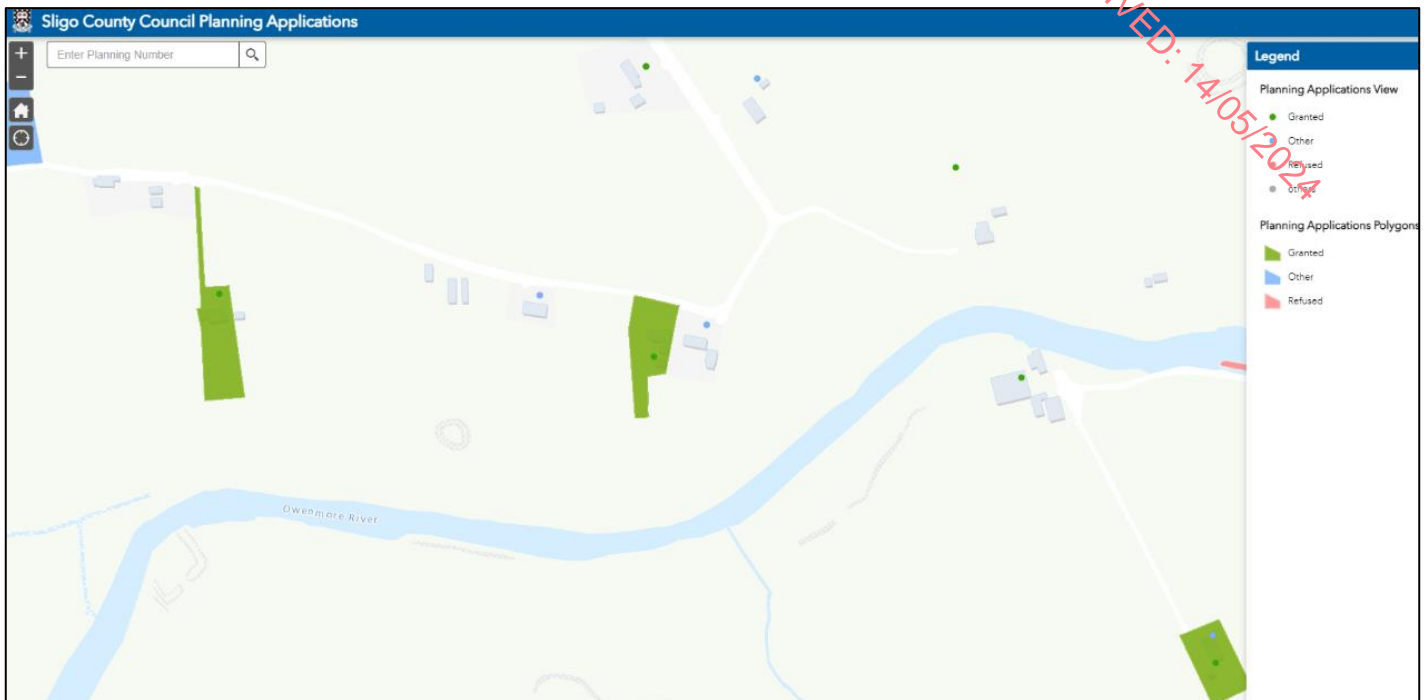 Sligo County Council Planning Applications
Enter Planning Number
Owenmore River
Legend
Planning Applications View
Granted
Other
Refused
others
Planning Applications Polygons
Granted
Other
Refused
14/05/2024